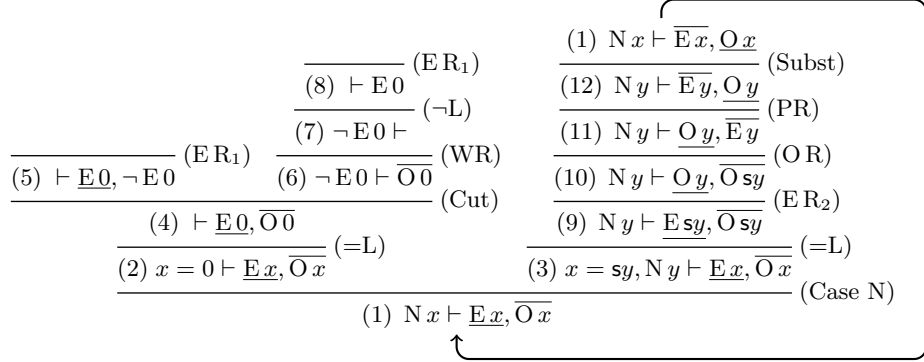 (1) N x ⊢ E x, O x
(E R₁) (Subst)
(8) ⊢ E 0 (12) N y ⊢ E y, O y
(¬L) (PR)
(7) ¬ E 0 ⊢ (11) N y ⊢ O y, E y
(E R₁) (WR) (O R)
(5) ⊢ E 0, ¬ E 0 (6) ¬ E 0 ⊢ O 0 (10) N y ⊢ O y, O sy
(Cut) (E R₂)
(4) ⊢ E 0, O 0 (9) N y ⊢ E sy, O sy
(=L) (=L)
(2) x = 0 ⊢ E x, O x (3) x = sy, N y ⊢ E x, O x
(Case N)
(1) N x ⊢ E x, O x